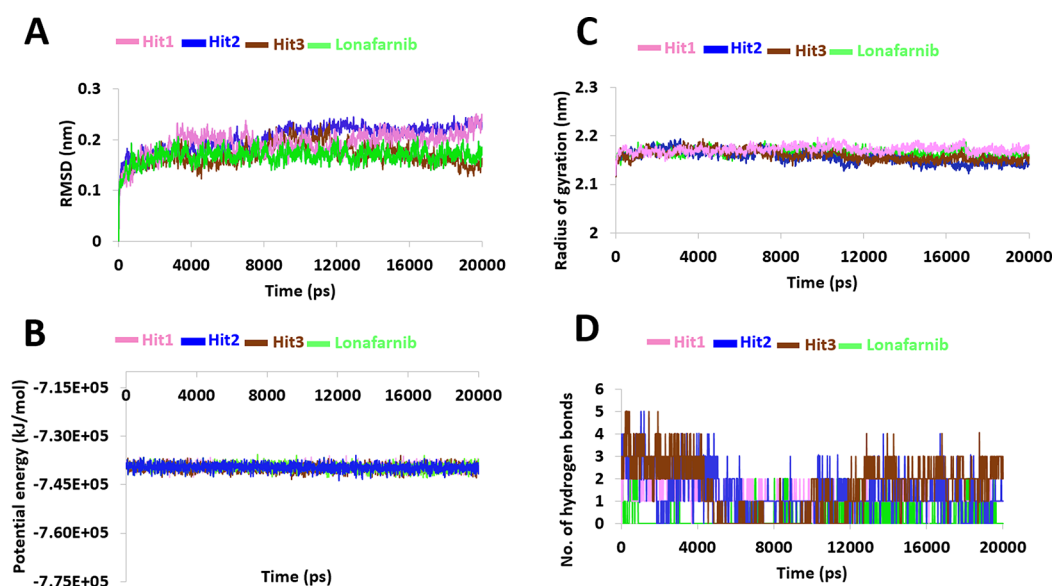 A
Hit1 Hit2 Hit3 Lonafarnib
RMSD (nm)
0.3
0.2
0.1
0
0 4000 8000 12000 16000 20000
Time (ps)
C
Hit1 Hit2 Hit3 Lonafarnib
Radius of gyration (nm)
2.3
2.2
2.1
2
0 4000 8000 12000 16000 20000
Time (ps)
B
Hit1 Hit2 Hit3 Lonafarnib
Potential energy (kJ/mol)
-7.15E+05
0 4000 8000 12000 16000 20000
-7.30E+05
-7.45E+05
-7.60E+05
-7.75E+05
Time (ps)
D
Hit1 Hit2 Hit3 Lonafarnib
No. of hydrogen bonds
6
5
4
3
2
1
0
0 4000 8000 12000 16000 20000
Time (ps)